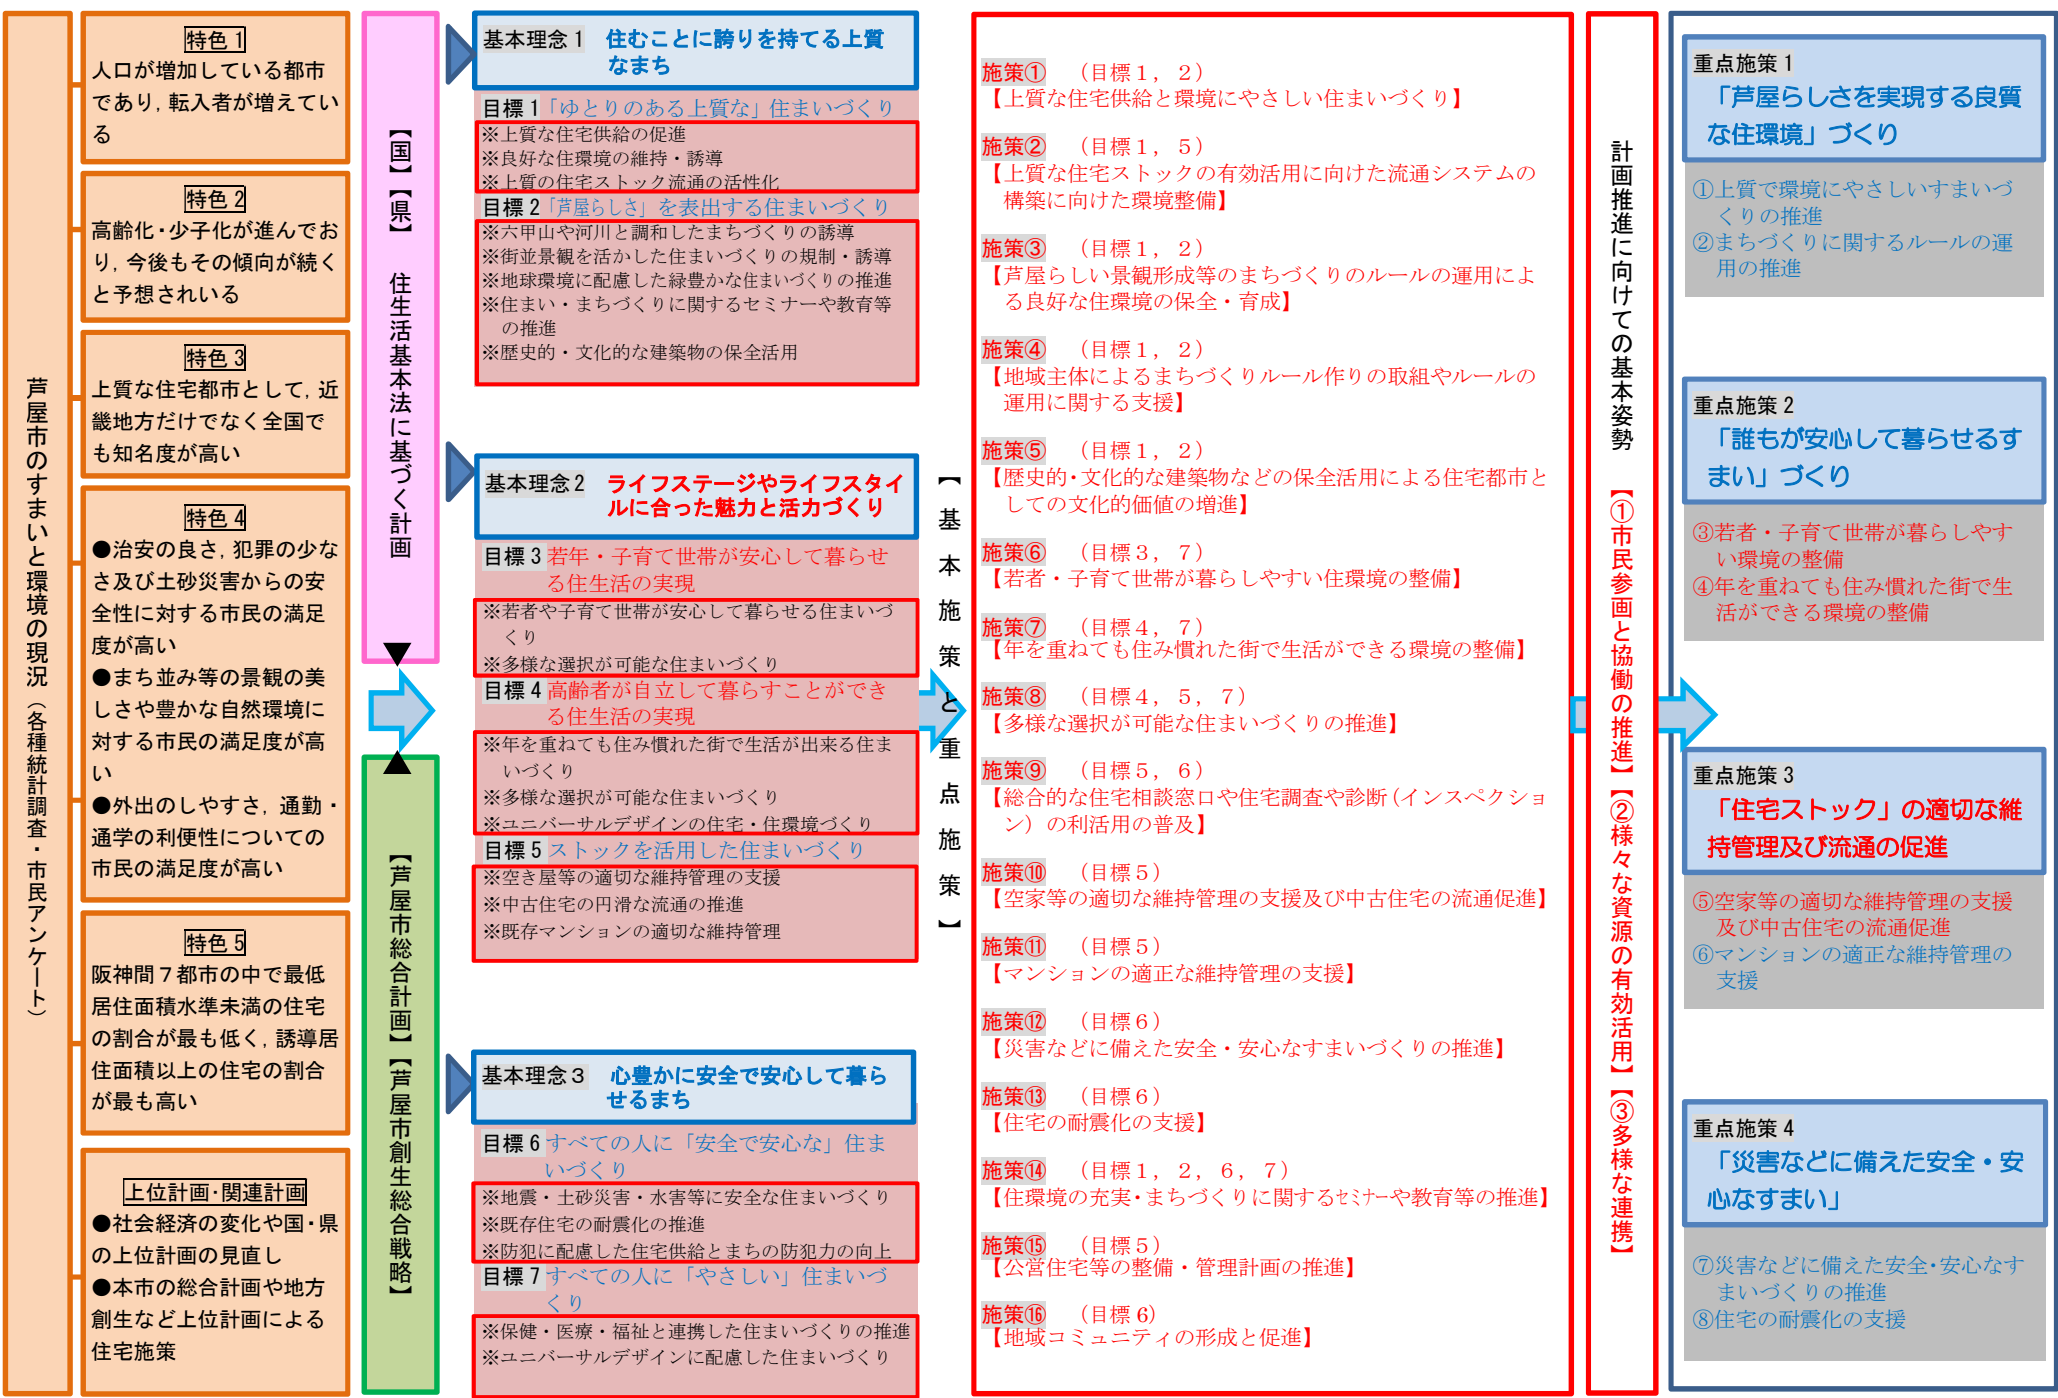 芦屋市のすまいと環境の現況（各種統計調査・市民アンケート）
特色1
人口が増加している都市
であり，転入者が増えてい
る
特色2
高齢化・少子化が進んでお
り，今後もその傾向が続く
と予想されいる
特色3
上質な住宅都市として，近
畿地方だけでなく全国で
も知名度が高い
特色4
●治安の良さ，犯罪の少な
さ及び土砂災害からの安
全性に対する市民の満足
度が高い
●まち並み等の景観の美
しさや豊かな自然環境に
対する市民の満足度が高
い
●外出のしやすさ，通勤・
通学の利便性についての
市民の満足度が高い
特色5
阪神間７都市の中で最低
居住面積水準未満の住宅
の割合が最も低く，誘導居
住面積以上の住宅の割合
が最も高い
上位計画・関連計画
●社会経済の変化や国・県
の上位計画の見直し
●本市の総合計画や地方
創生など上位計画による
住宅施策
【国】【県】　住生活基本法に基づく計画
▼
▲
【芦屋市総合計画】【芦屋市創生総合戦略】
基本理念1　住むことに誇りを持てる上質
なまち
目標1「ゆとりのある上質な」住まいづくり
※上質な住宅供給の促進
※良好な住環境の維持・誘導
※上質の住宅ストック流通の活性化
目標2「芦屋らしさ」を表出する住まいづくり
※六甲山や河川と調和したまちづくりの誘導
※街並景観を活かした住まいづくりの規制・誘導
※地球環境に配慮した緑豊かな住まいづくりの推進
※住まい・まちづくりに関するセミナーや教育等
の推進
※歴史的・文化的な建築物の保全活用
基本理念2　ライフステージやライフスタイ
ルに合った魅力と活力づくり
目標3若年・子育て世帯が安心して暮らせ
る住生活の実現
※若者や子育て世帯が安心して暮らせる住まいづ
くり
※多様な選択が可能な住まいづくり
目標4高齢者が自立して暮らすことができ
る住生活の実現
※年を重ねても住み慣れた街で生活が出来る住ま
いづくり
※多様な選択が可能な住まいづくり
※ユニバーサルデザインの住宅・住環境づくり
目標5ストックを活用した住まいづくり
※空き屋等の適切な維持管理の支援
※中古住宅の円滑な流通の推進
※既存マンションの適切な維持管理
基本理念3　心豊かに安全で安心して暮ら
せるまち
目標6すべての人に「安全で安心な」住ま
いづくり
※地震・土砂災害・水害等に安全な住まいづくり
※既存住宅の耐震化の推進
※防犯に配慮した住宅供給とまちの防犯力の向上
目標7すべての人に「やさしい」住まいづ
くり
※保健・医療・福祉と連携した住まいづくりの推進
※ユニバーサルデザインに配慮した住まいづくり
【基本施策と重点施策】
施策①　（目標１，２）
【上質な住宅供給と環境にやさしい住まいづくり】
施策②　（目標１，５）
【上質な住宅ストックの有効活用に向けた流通システムの
構築に向けた環境整備】
施策③　（目標１，２）
【芦屋らしい景観形成等のまちづくりのルールの運用によ
る良好な住環境の保全・育成】
施策④　（目標１，２）
【地域主体によるまちづくりルール作りの取組やルールの
運用に関する支援】
施策⑤　（目標１，２）
【歴史的・文化的な建築物などの保全活用による住宅都市と
しての文化的価値の増進】
施策⑥　（目標３，７）
【若者・子育て世帯が暮らしやすい住環境の整備】
施策⑦　（目標４，７）
【年を重ねても住み慣れた街で生活ができる環境の整備】
施策⑧　（目標４，５，７）
【多様な選択が可能な住まいづくりの推進】
施策⑨　（目標５，６）
【総合的な住宅相談窓口や住宅調査や診断(インスペクショ
ン）の利活用の普及】
施策⑩　（目標５）
【空家等の適切な維持管理の支援及び中古住宅の流通促進】
施策⑪　（目標５）
【マンションの適正な維持管理の支援】
施策⑫　（目標６）
【災害などに備えた安全・安心なすまいづくりの推進】
施策⑬　（目標６）
【住宅の耐震化の支援】
施策⑭　（目標１，２，６，７）
【住環境の充実・まちづくりに関するセミナーや教育等の推進】
施策⑮　（目標５）
【公営住宅等の整備・管理計画の推進】
施策⑯　（目標6)
【地域コミュニティの形成と促進】
計画推進に向けての基本姿勢　【①市民参画と協働の推進】【②様々な資源の有効活用】【③多様な連携】
重点施策1
「芦屋らしさを実現する良質
な住環境」づくり
①上質で環境にやさしいすまいづ
くりの推進
②まちづくりに関するルールの運
用の推進
重点施策2
「誰もが安心して暮らせるす
まい」づくり
③若者・子育て世帯が暮らしやす
い環境の整備
④年を重ねても住み慣れた街で生
活ができる環境の整備
重点施策3
「住宅ストック」の適切な維
持管理及び流通の促進
⑤空家等の適切な維持管理の支援
及び中古住宅の流通促進
⑥マンションの適正な維持管理の
支援
重点施策4
「災害などに備えた安全・安
心なすまい」
⑦災害などに備えた安全・安心なす
まいづくりの推進
⑧住宅の耐震化の支援